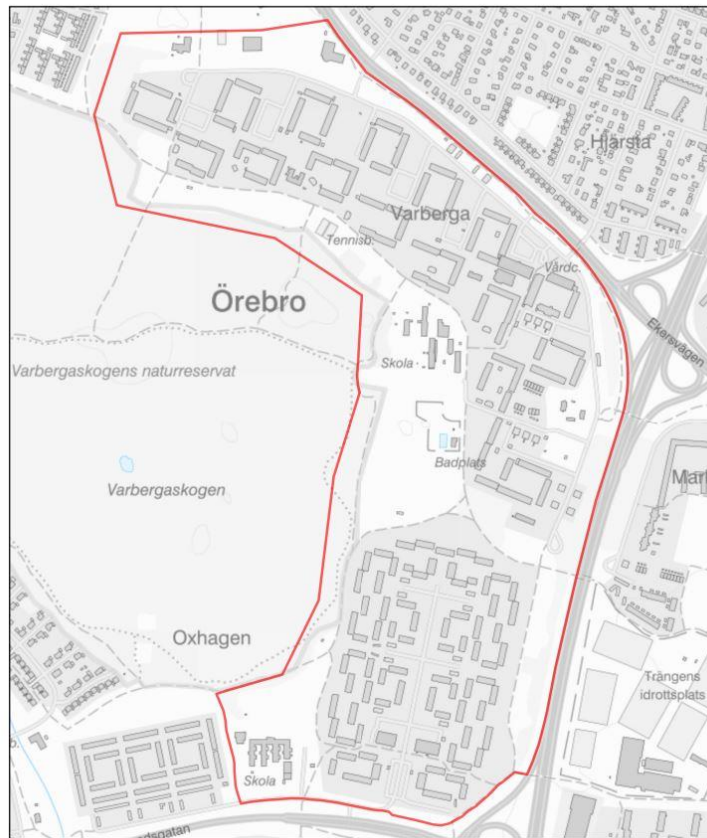 Hjärsta
Varberga
Tennisb.
Vårdc.
Örebro
Ekersvägen
Skola
Varbergaskogens naturreservat
Badplats
Varbergaskogen
Oxhagen
Trängens
idrottsplats
Skola